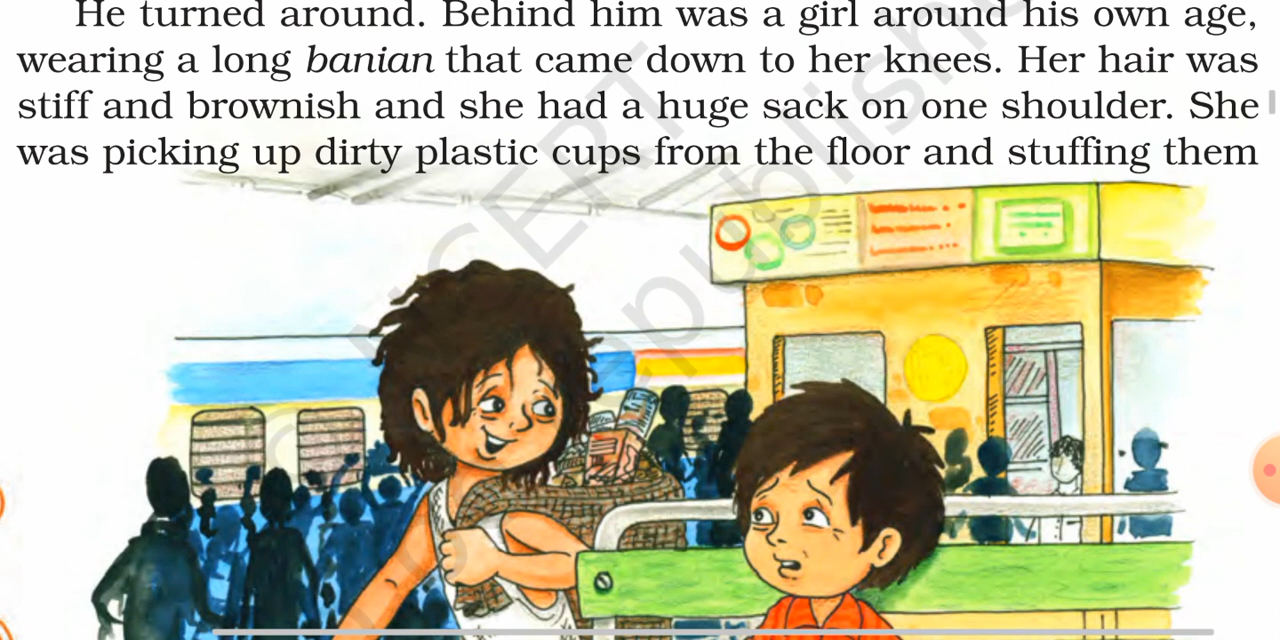 He turned around. Behind him was a girl around his own age,
wearing a long banian that came down to her knees. Her hair was
stiff and brownish and she had a huge sack on one shoulder. She
was picking up dirty plastic cups from the floor and stuffing them
NCERT
republished